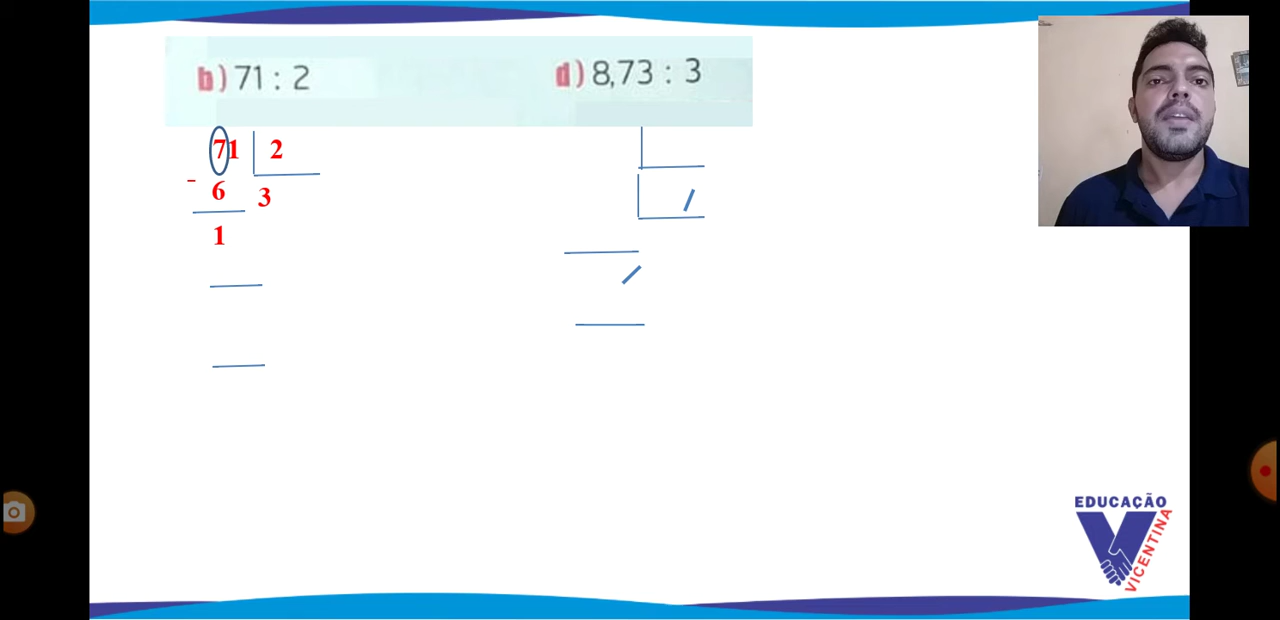 b) 71 : 2
d) 8,73 : 3
71 2
- 6 3
1
EDUCAÇÃO
VICENTINA